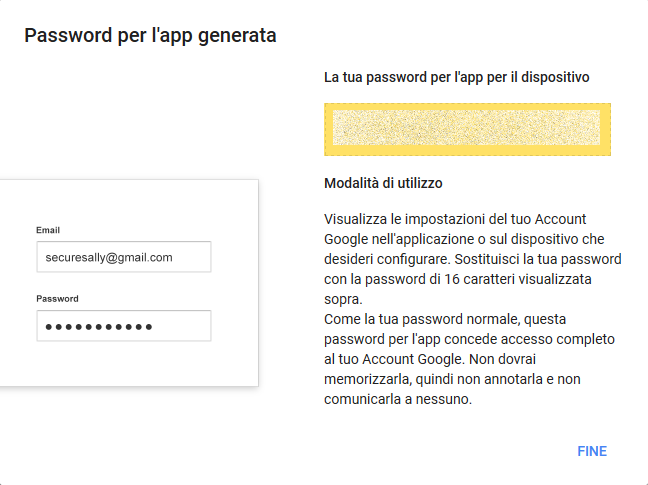 Password per l'app generata
La tua password per l'app per il dispositivo
Modalità di utilizzo
Email
securesally@gmail.com
Password
●●●●●●●●●●●
Visualizza le impostazioni del tuo Account
Google nell'applicazione o sul dispositivo che
desideri configurare. Sostituisci la tua password
con la password di 16 caratteri visualizzata
sopra.
Come la tua password normale, questa
password per l'app concede accesso completo
al tuo Account Google. Non dovrai
memorizzarla, quindi non annotarla e non
comunicarla a nessuno.
FINE